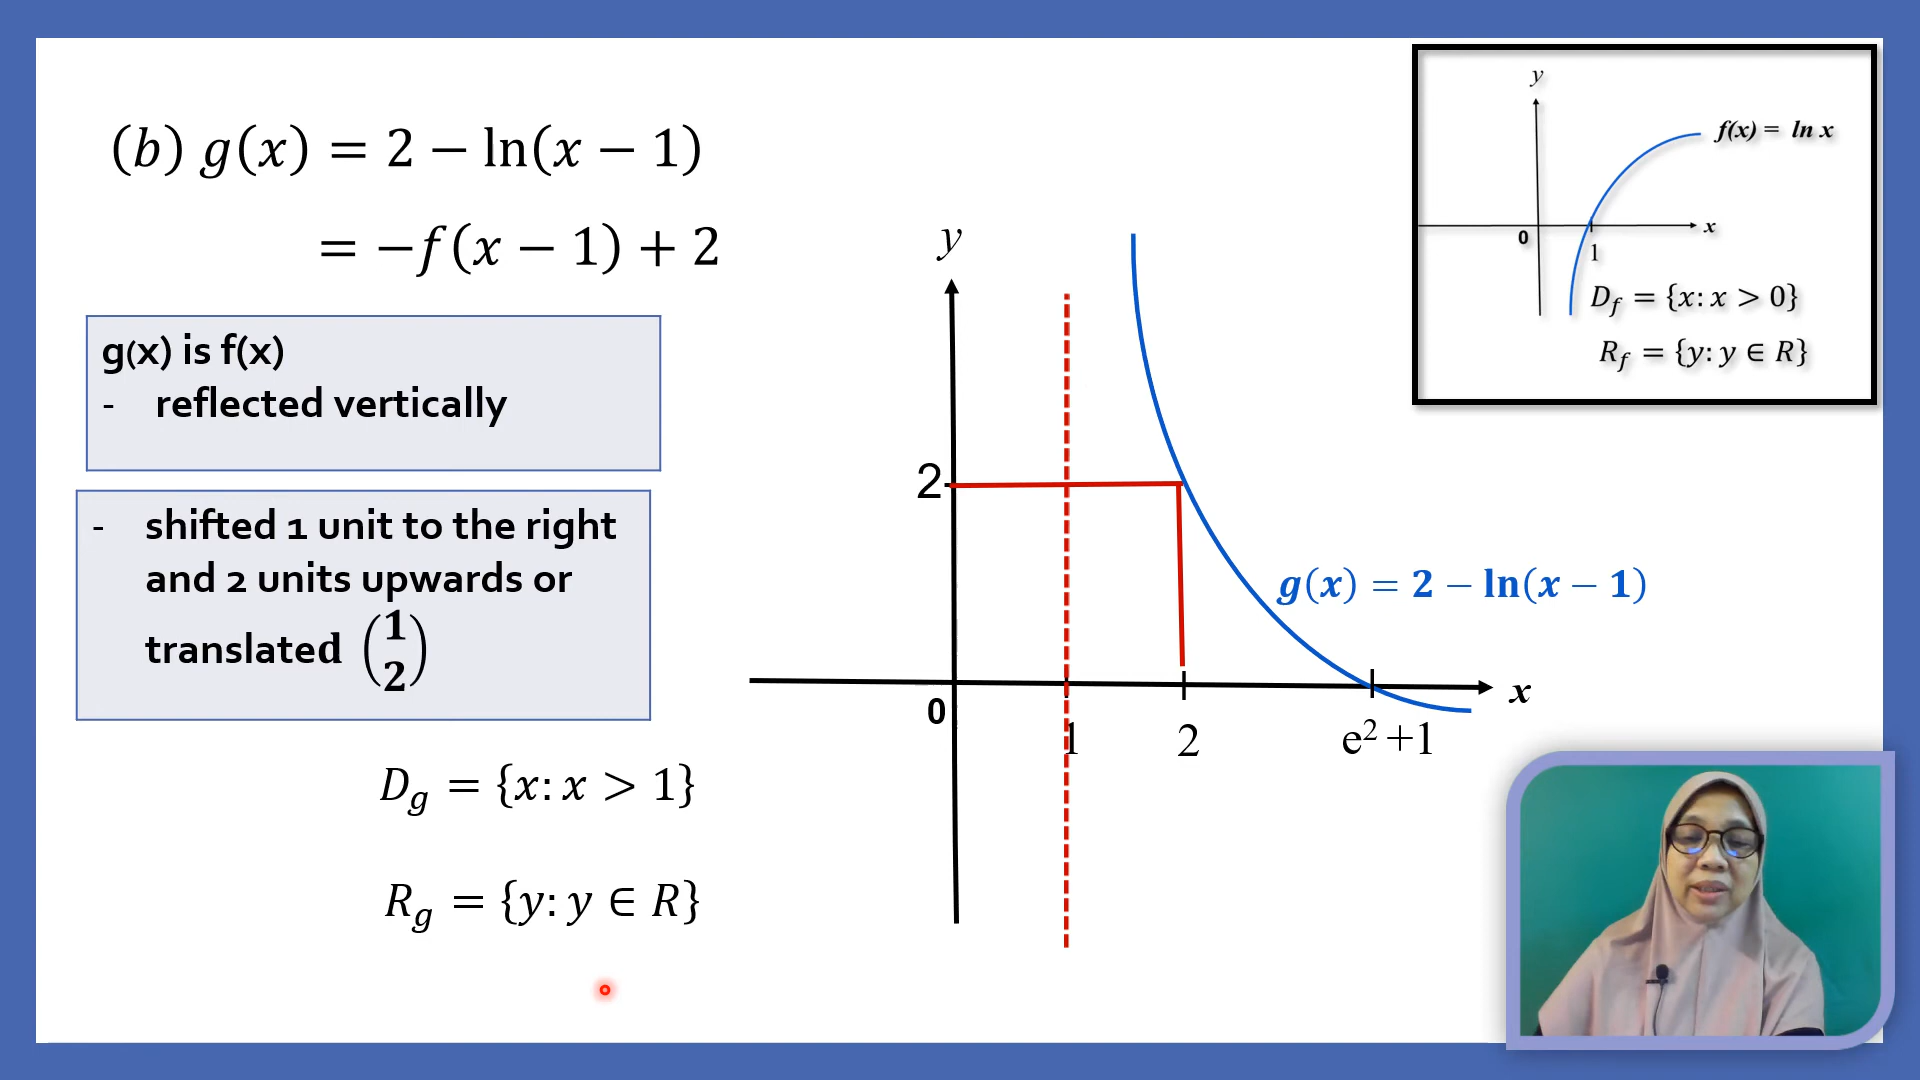 (b) g(x) = 2 − ln(x − 1)
= −f(x − 1) + 2
g(x) is f(x)
- reflected vertically
- shifted 1 unit to the right
and 2 units upwards or
translated (1
2)
D_g = {x: x > 1}
R_g = {y: y ∈ R}
y
2
g(x) = 2 − ln(x − 1)
x
0
1
2
e² +1
y
f(x) = ln x
x
0
1
D_f = {x: x > 0}
R_f = {y: y ∈ R}